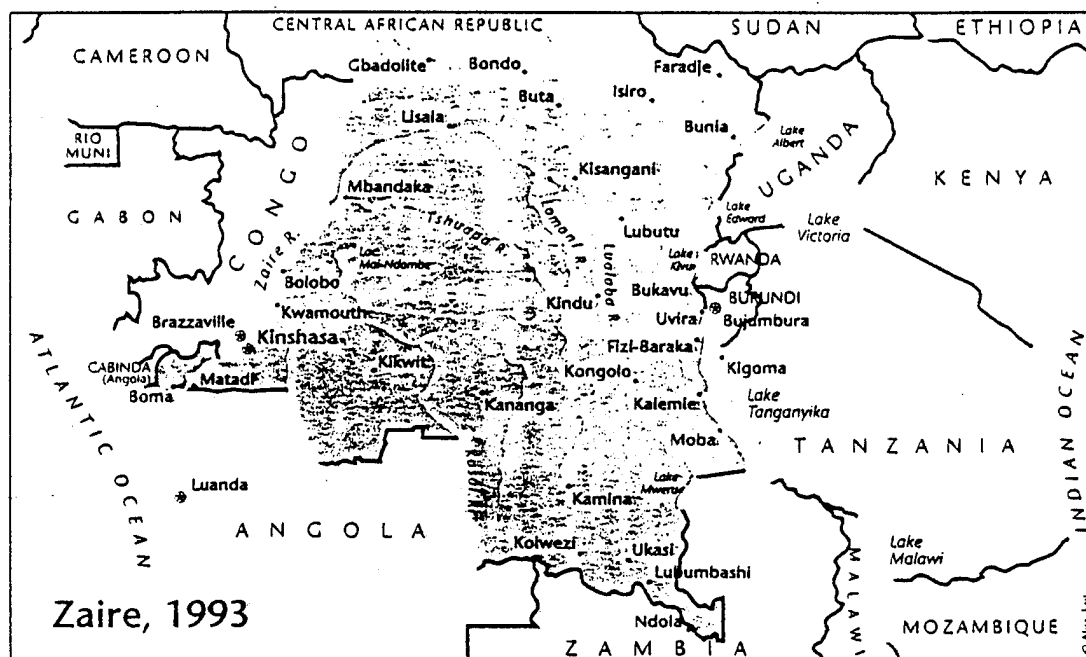 CENTRAL AFRICAN REPUBLIC
SUDAN
ETHIOPIA
CAMEROON
Gbadolite
Bondo
Faradje
Buta
Isiro
Lisala
Bunia
Lake
Albert
RIO
MUNI
UGANDA
Kisangani
KENYA
Mbandaka
CONGO
GABON
Lomani R.
Lake
Edward
Lake
Victoria
Tshuapa R.
Lubutu
Zaire R.
Lac
Mai-Ndombe
Lualaba R.
Lake
Kivu
RWANDA
Bolobo
Bukavu
BURUNDI
Kindu
Kwamouth
Uvira
Bujumbura
Brazzaville
Kinshasa
Fizi-Baraka
ATLANTIC OCEAN
CABINDA
(Angola)
Matadi
Kikwit
Kongolo
Kigoma
Boma
Kananga
Kalemie
Lake
Tanganyika
INDIAN OCEAN
Moba
TANZANIA
Luanda
Lake
Mweru
Kamina
ANGOLA
Kolwezi
Ukasi
Lake
Malawi
Lubumbashi
MALAWI
Zaire, 1993
Ndola
MOZAMBIQUE
ZAMBIA